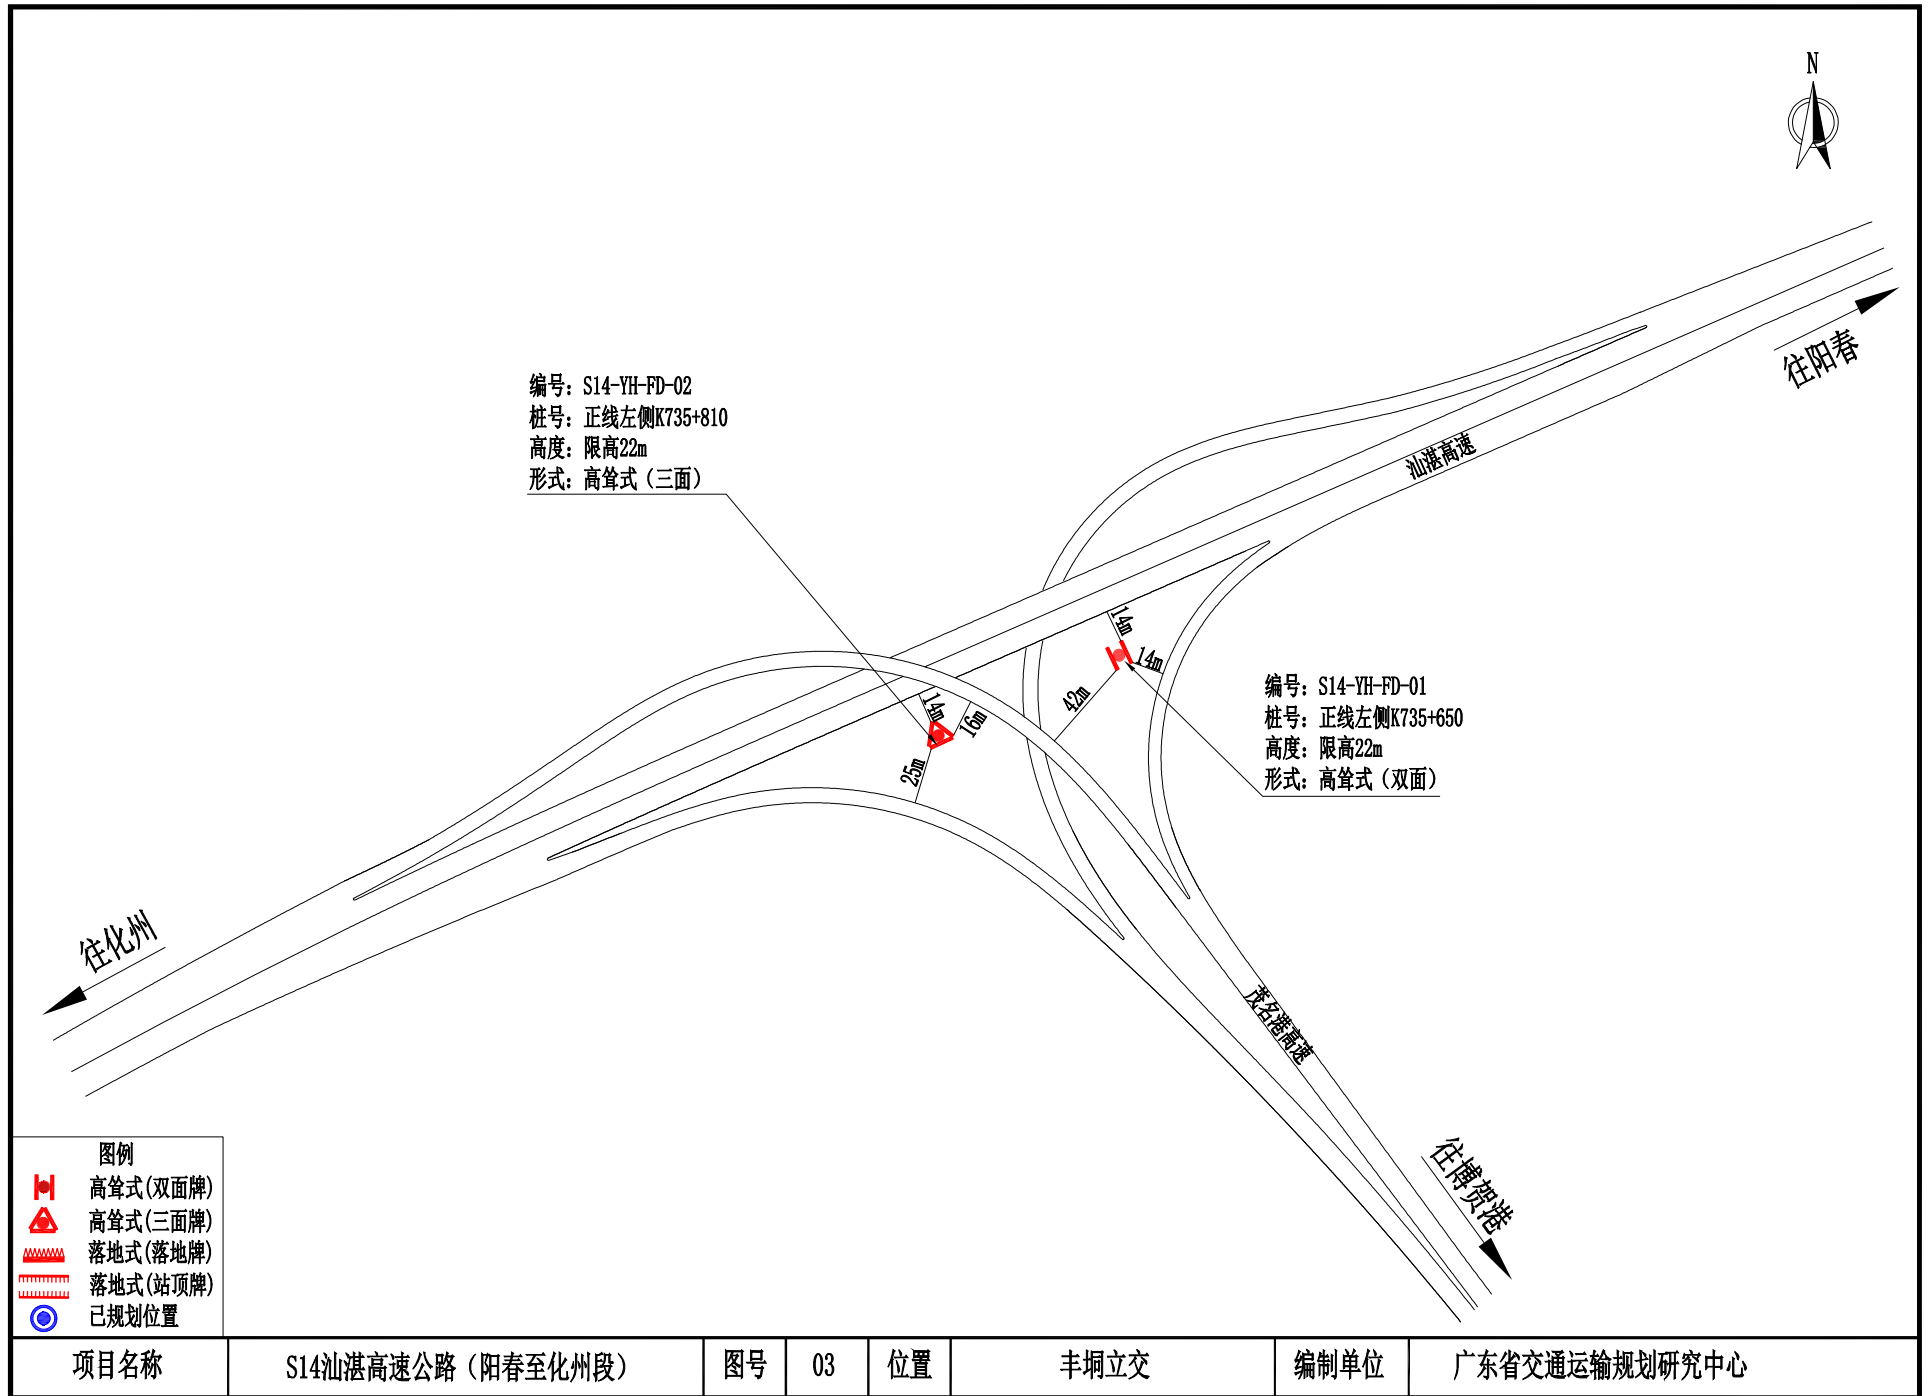 N
往阳春
汕湛高速
编号：S14-YH-FD-02
桩号：正线左侧K735+810
高度：限高22m
形式：高耸式（三面）
14m
14m
42m
14m
16m
25m
编号：S14-YH-FD-01
桩号：正线左侧K735+650
高度：限高22m
形式：高耸式（双面）
往化州
茂名港高速
往博贺港
图例
高耸式(双面牌)
高耸式(三面牌)
落地式(落地牌)
落地式(站顶牌)
已规划位置
项目名称 S14汕湛高速公路（阳春至化州段） 图号 03 位置 丰垌立交 编制单位 广东省交通运输规划研究中心